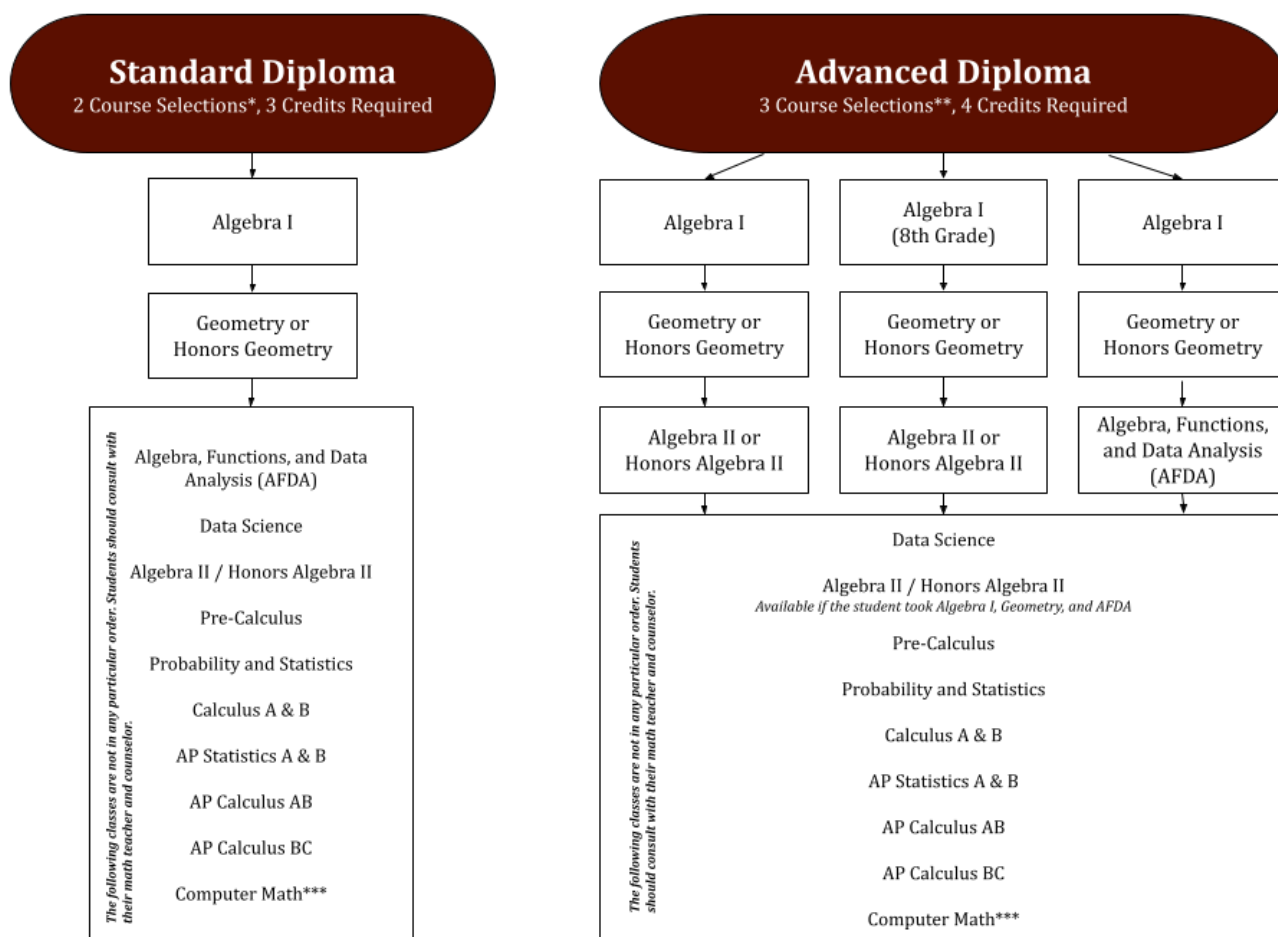 Standard Diploma
2 Course Selections*, 3 Credits Required
Algebra I
Geometry or
Honors Geometry
The following classes are not in any particular order. Students should consult with
their math teacher and counselor.
Algebra, Functions, and Data
Analysis (AFDA)
Data Science
Algebra II / Honors Algebra II
Pre-Calculus
Probability and Statistics
Calculus A & B
AP Statistics A & B
AP Calculus AB
AP Calculus BC
Computer Math***
Advanced Diploma
3 Course Selections**, 4 Credits Required
Algebra I
Geometry or
Honors Geometry
Algebra II or
Honors Algebra II
Algebra I
(8th Grade)
Geometry or
Honors Geometry
Algebra II or
Honors Algebra II
Algebra I
Geometry or
Honors Geometry
Algebra, Functions,
and Data Analysis
(AFDA)
The following classes are not in any particular order. Students
should consult with their math teacher and counselor.
Data Science
Algebra II / Honors Algebra II
Available if the student took Algebra I, Geometry, and AFDA
Pre-Calculus
Probability and Statistics
Calculus A & B
AP Statistics A & B
AP Calculus AB
AP Calculus BC
Computer Math***